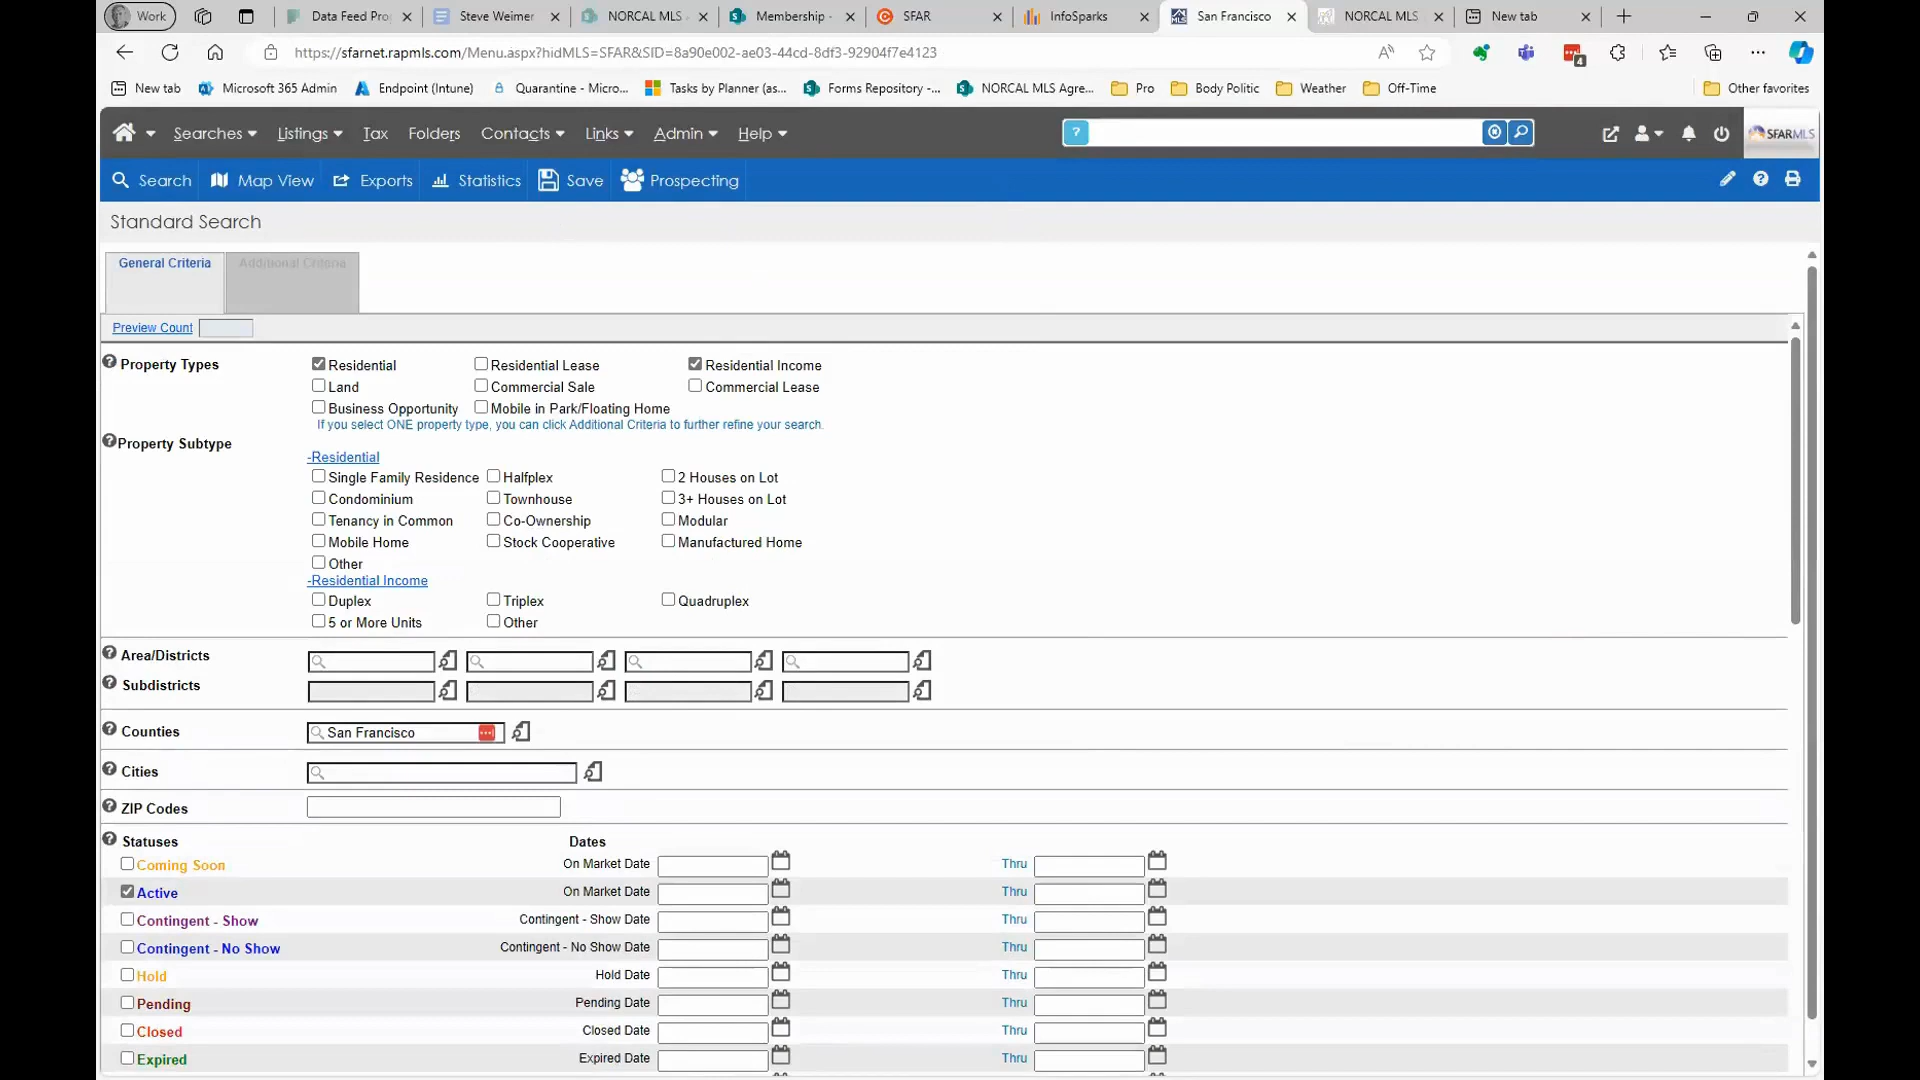 Work
Data Feed Pro
Steve Weimer
NORCAL MLS
Membership -
SFAR
InfoSparks
San Francisco
NORCAL MLS
New tab
https://sfarnet.rapmls.com/Menu.aspx?hidMLS=SFAR&SID=8a90e002-ae03-44cd-8df3-92904f7e4123
4
New tab
Microsoft 365 Admin
Endpoint (Intune)
Quarantine - Micro...
Tasks by Planner (as...
Forms Repository -...
NORCAL MLS Agre...
Pro
Body Politic
Weather
Off-Time
Other favorites
Searches
Listings
Tax
Folders
Contacts
Links
Admin
Help
?
SFARMLS
Search
Map View
Exports
Statistics
Save
Prospecting
Standard Search
General Criteria
Additional Criteria
Preview Count
Property Types
Residential
Residential Lease
Residential Income
Land
Commercial Sale
Commercial Lease
Business Opportunity
Mobile in Park/Floating Home
If you select ONE property type, you can click Additional Criteria to further refine your search.
Property Subtype
-Residential
Single Family Residence
Halfplex
2 Houses on Lot
Condominium
Townhouse
3+ Houses on Lot
Tenancy in Common
Co-Ownership
Modular
Mobile Home
Stock Cooperative
Manufactured Home
Other
-Residential Income
Duplex
Triplex
Quadruplex
5 or More Units
Other
Area/Districts
Subdistricts
Counties
San Francisco
Cities
ZIP Codes
Statuses
Dates
Coming Soon
On Market Date
Thru
Active
On Market Date
Thru
Contingent - Show
Contingent - Show Date
Thru
Contingent - No Show
Contingent - No Show Date
Thru
Hold
Hold Date
Thru
Pending
Pending Date
Thru
Closed
Closed Date
Thru
Expired
Expired Date
Thru